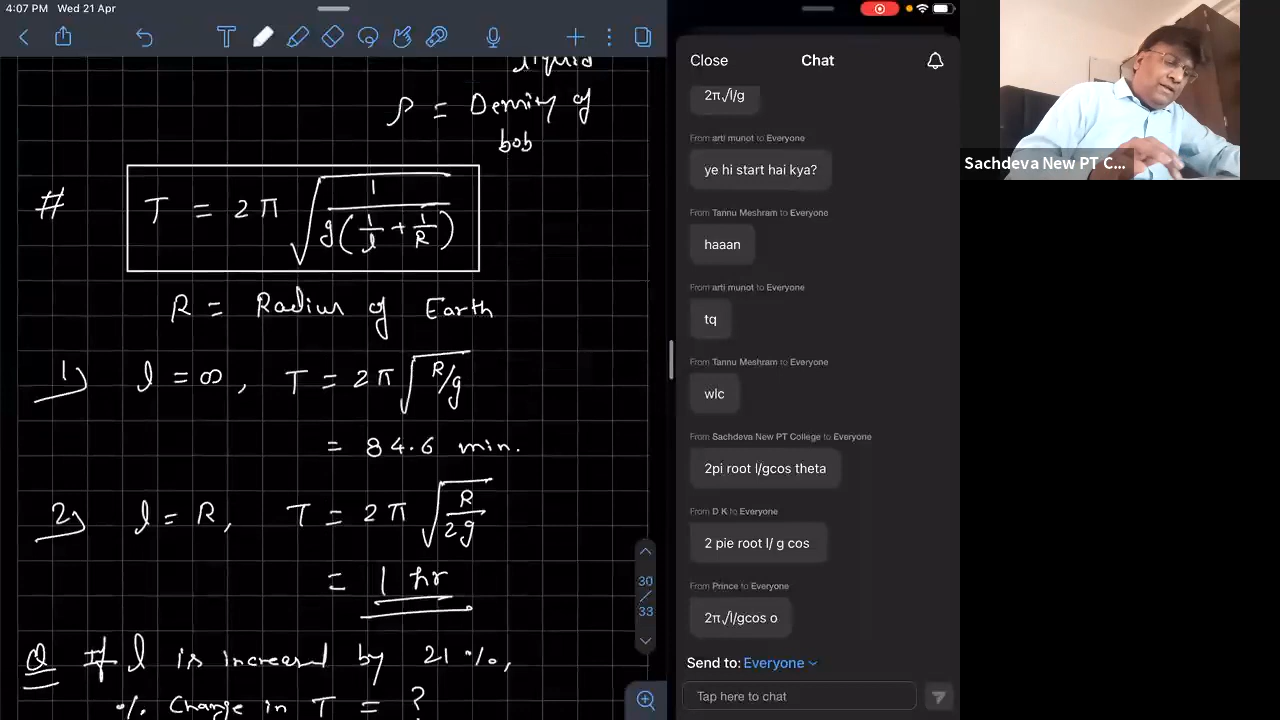 4:07 PM Wed 21 Apr
liquid
ρ = Density of
bob
# T = 2π √(1/(g(1/l + 1/R)))
R = Radius of Earth
1) l = ∞, T = 2π √(R/g)
= 84.6 min.
2) l = R, T = 2π √(R/2g)
= 1 hr
Q If l is increased by 21 %,
% Change in T = ?
30
/
33
Close Chat
2π√l/g
From arti munot to Everyone
ye hi start hai kya?
From Tannu Meshram to Everyone
haaan
From arti munot to Everyone
tq
From Tannu Meshram to Everyone
wlc
From Sachdeva New PT College to Everyone
2pi root l/gcos theta
From D K to Everyone
2 pie root l/ g cos
From Prince to Everyone
2π√l/gcos o
Send to: Everyone
Tap here to chat
Sachdeva New PT C...